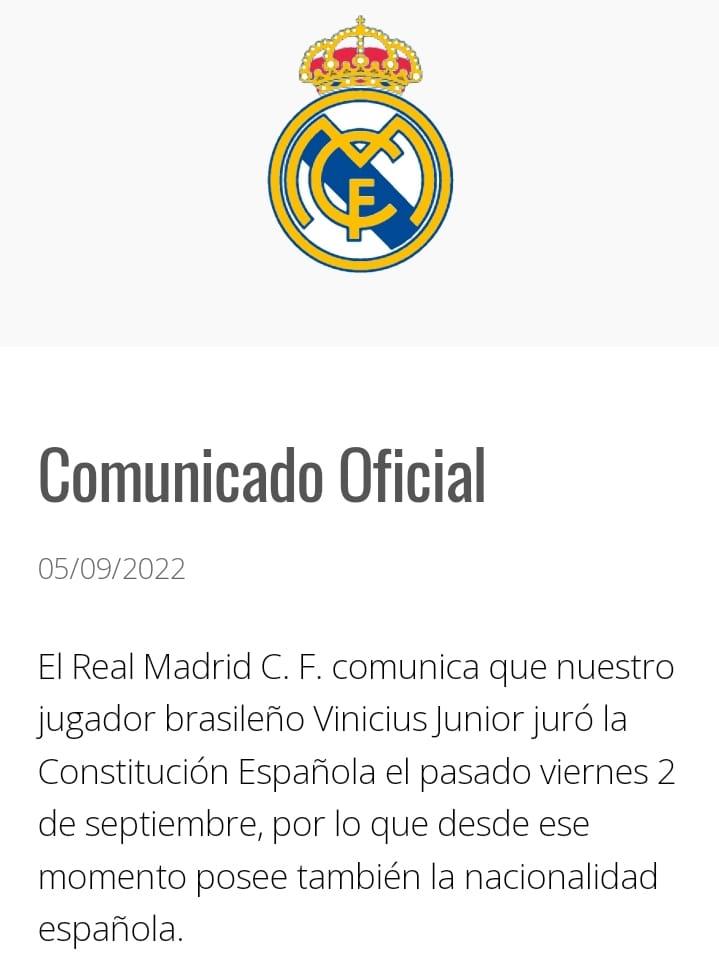 Comunicado Oficial
05/09/2022
El Real Madrid C. F. comunica que nuestro
jugador brasileño Vinicius Junior juró la
Constitución Española el pasado viernes 2
de septiembre, por lo que desde ese
momento posee también la nacionalidad
española.